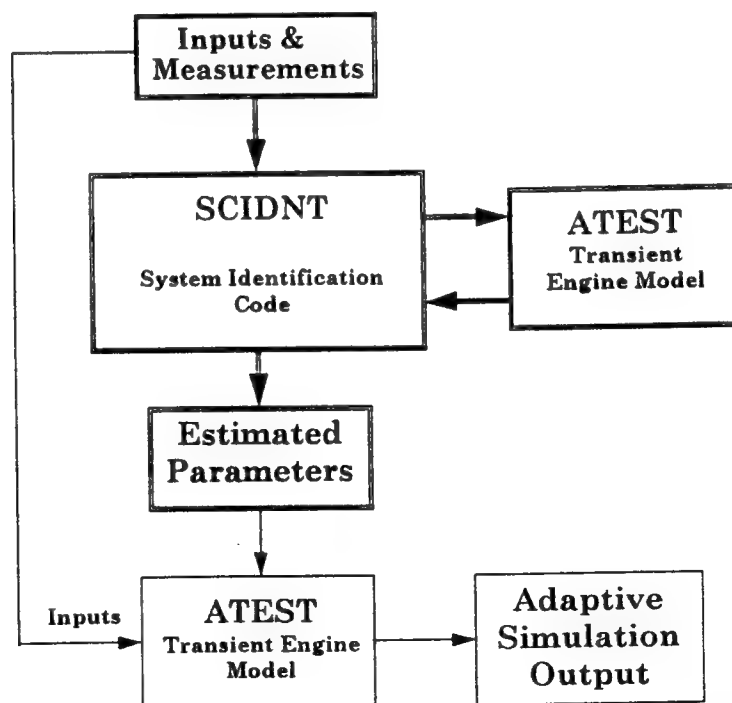 Inputs &
Measurements
SCIDNT
System Identification
Code
ATEST
Transient
Engine Model
Estimated
Parameters
Inputs
ATEST
Transient Engine
Model
Adaptive
Simulation
Output